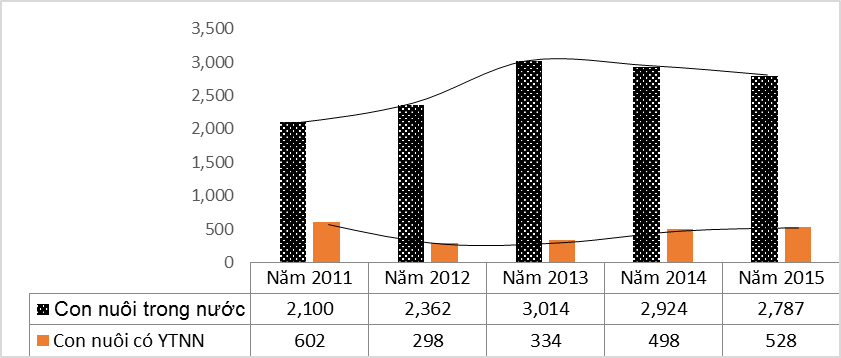 3,500
3,000
2,500
2,000
1,500
1,000
500
0
Năm 2011 Năm 2012 Năm 2013 Năm 2014 Năm 2015
Con nuôi trong nước 2,100 2,362 3,014 2,924 2,787
Con nuôi có YTNN 602 298 334 498 528